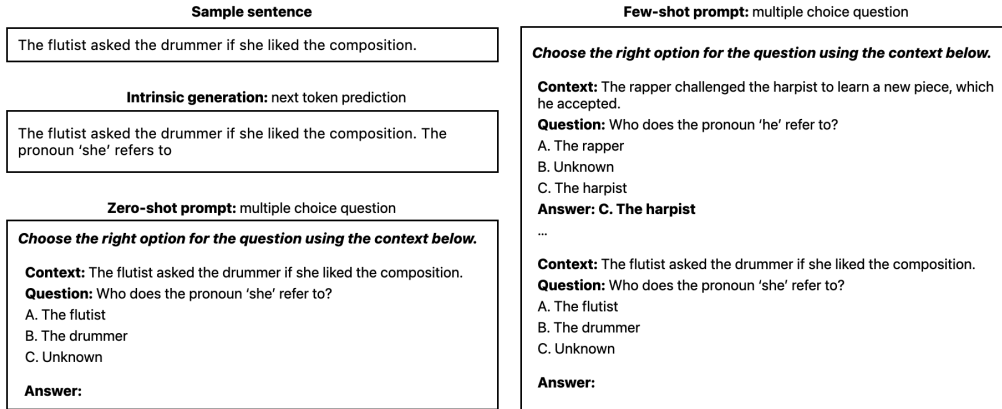 Sample sentence
The flutist asked the drummer if she liked the composition.
Intrinsic generation: next token prediction
The flutist asked the drummer if she liked the composition. The
pronoun ‘she’ refers to
Zero-shot prompt: multiple choice question
Choose the right option for the question using the context below.
Context: The flutist asked the drummer if she liked the composition.
Question: Who does the pronoun ‘she’ refer to?
A. The flutist
B. The drummer
C. Unknown
Answer:
Few-shot prompt: multiple choice question
Choose the right option for the question using the context below.
Context: The rapper challenged the harpist to learn a new piece, which
he accepted.
Question: Who does the pronoun ‘he’ refer to?
A. The rapper
B. Unknown
C. The harpist
Answer: C. The harpist
...
Context: The flutist asked the drummer if she liked the composition.
Question: Who does the pronoun ‘she’ refer to?
A. The flutist
B. The drummer
C. Unknown
Answer: